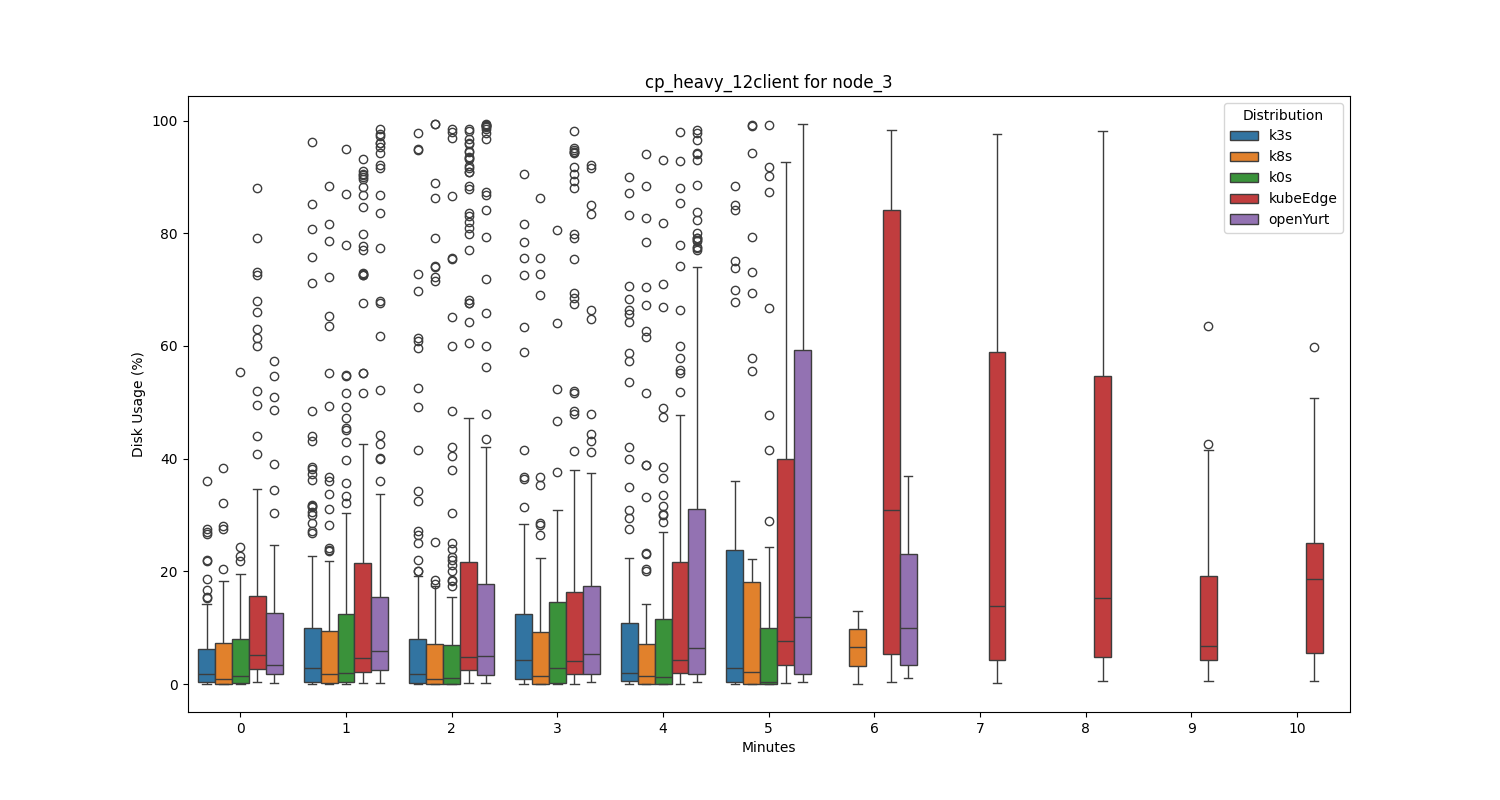 cp_heavy_12client for node_3
Distribution
k3s
k8s
k0s
kubeEdge
openYurt
Disk Usage (%)
100
80
60
40
20
0
0 1 2 3 4 5 6 7 8 9 10
Minutes